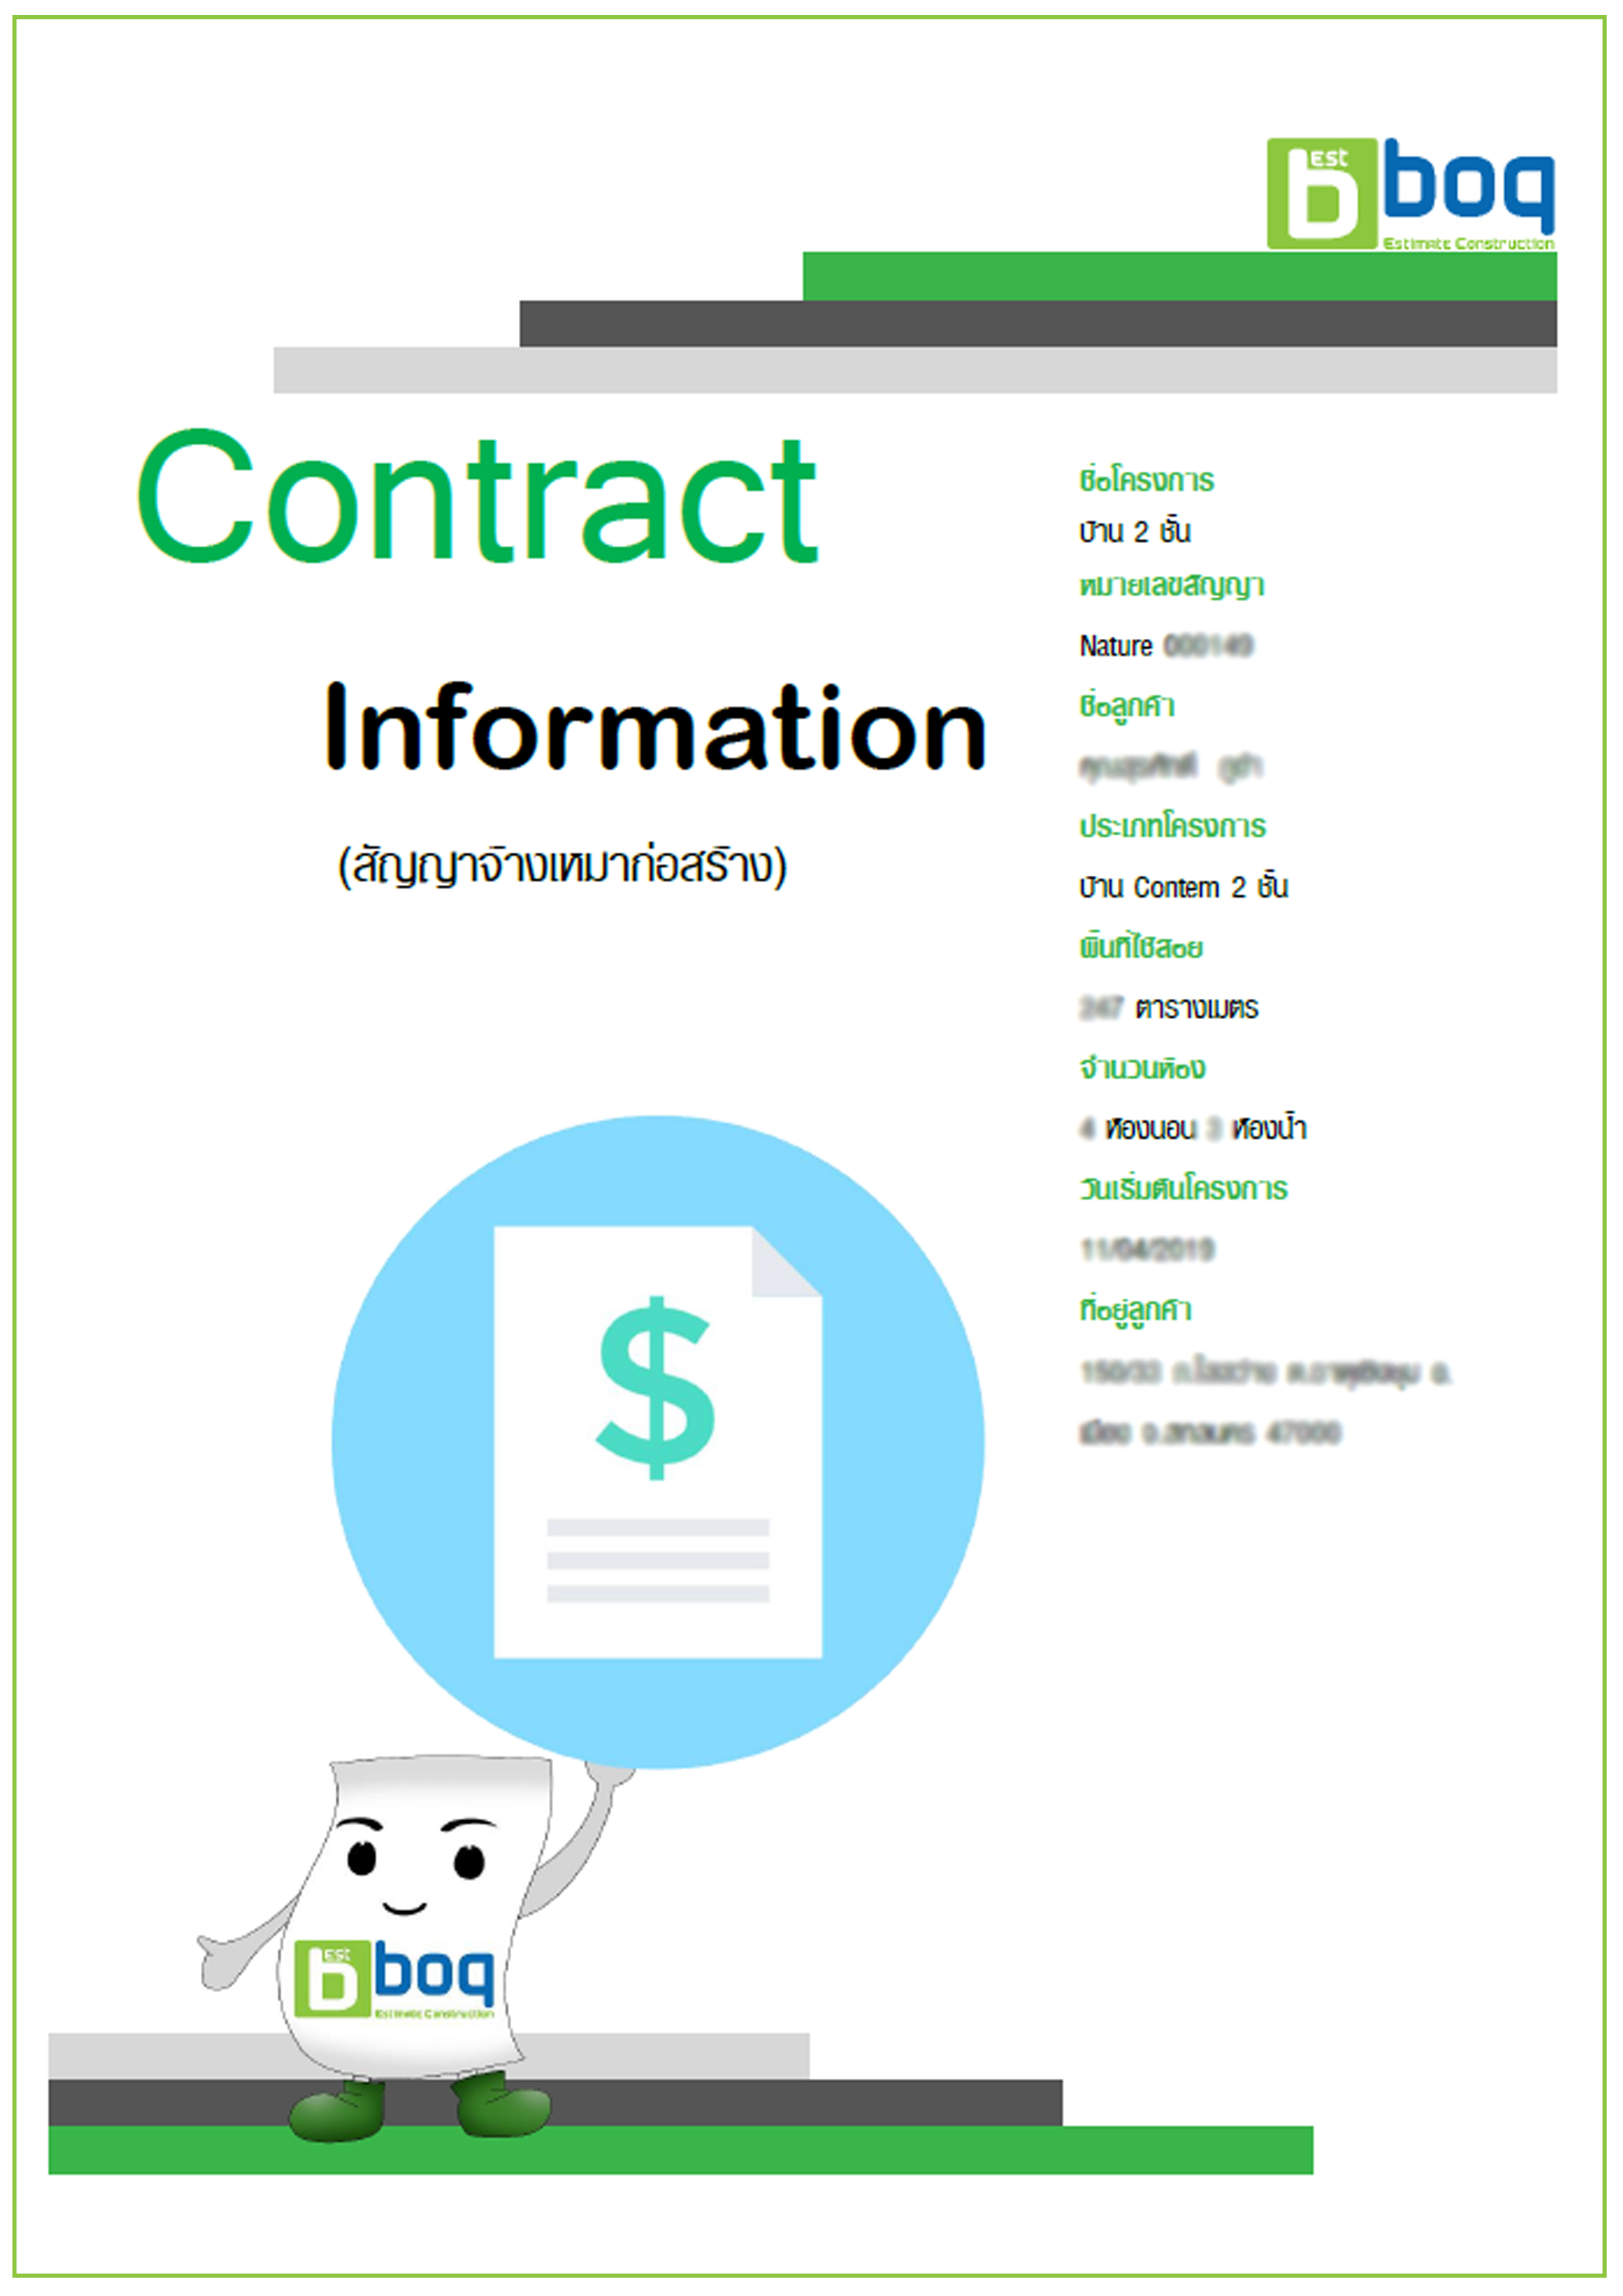 Est
boq
Estimate Construction
Contract
Information
(สัญญาจ้างเหมาก่อสร้าง)
ชื่อโครงการ
บ้าน 2 ชั้น
หมายเลขสัญญา
Nature
ชื่อลูกค้า
ประเภทโครงการ
บ้าน Contem 2 ชั้น
พื้นที่ใช้สอย
ตารางเมตร
จำนวนห้อง
ห้องนอน ห้องน้ำ
วันเริ่มต้นโครงการ
ที่อยู่ลูกค้า
$
Est
boq
Estimate Construction